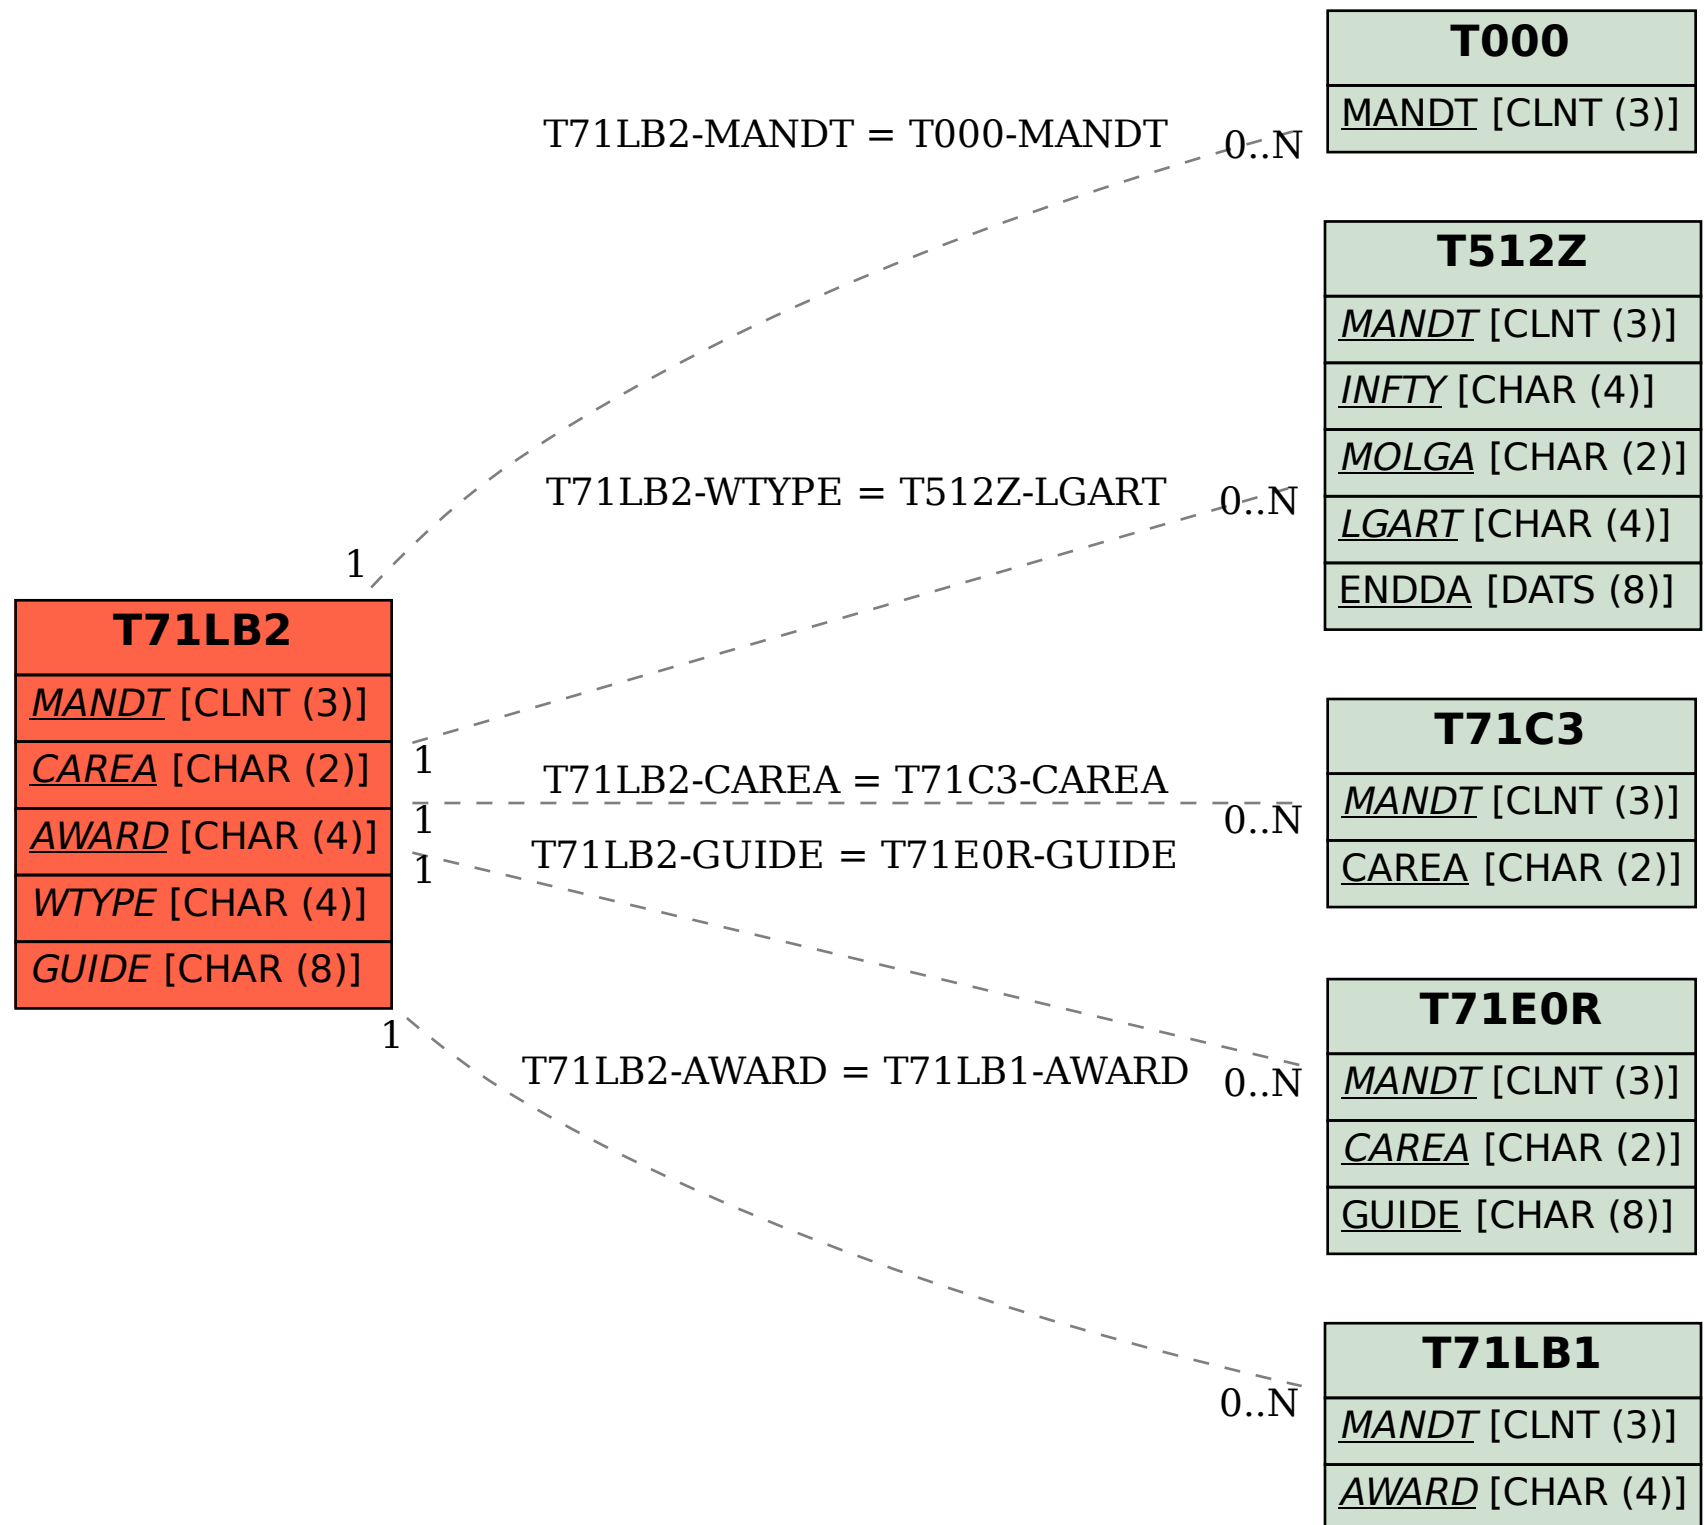 T000
MANDT [CLNT (3)]
T71LB2-MANDT = T000-MANDT
0..N
T512Z
MANDT [CLNT (3)]
INFTY [CHAR (4)]
MOLGA [CHAR (2)]
LGART [CHAR (4)]
ENDDA [DATS (8)]
T71LB2-WTYPE = T512Z-LGART
0..N
1
T71LB2
MANDT [CLNT (3)]
CAREA [CHAR (2)]
AWARD [CHAR (4)]
WTYPE [CHAR (4)]
GUIDE [CHAR (8)]
1
T71LB2-CAREA = T71C3-CAREA
1
0..N
T71C3
MANDT [CLNT (3)]
CAREA [CHAR (2)]
T71LB2-GUIDE = T71E0R-GUIDE
1
0..N
T71E0R
MANDT [CLNT (3)]
CAREA [CHAR (2)]
GUIDE [CHAR (8)]
1
T71LB2-AWARD = T71LB1-AWARD
0..N
T71LB1
MANDT [CLNT (3)]
AWARD [CHAR (4)]